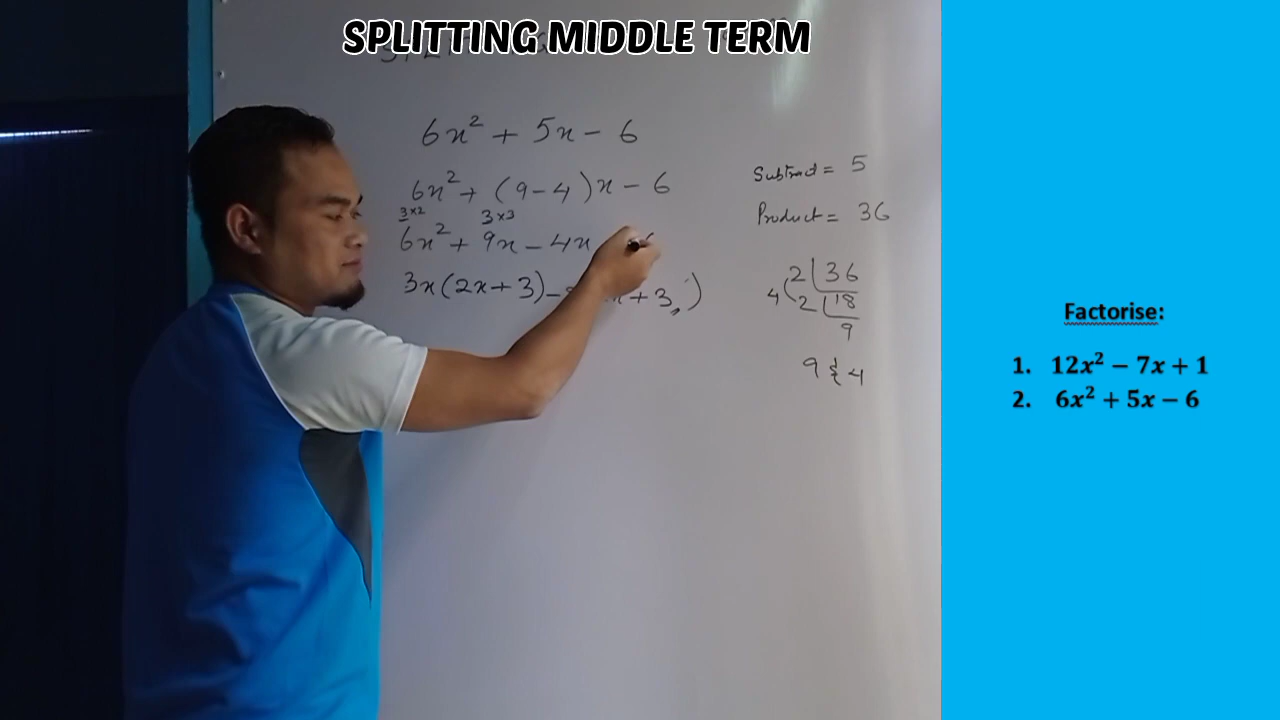 SPLITTING MIDDLE TERM
6x² + 5x - 6
6x² + (9-4)x - 6
3×2 3×3
6x² + 9x - 4x
3x(2x+3) - x+3)
Subtract = 5
Product = 36
2 36
4 2 18
9
9 & 4
Factorise:
1. 12x² − 7x + 1
2. 6x² + 5x − 6